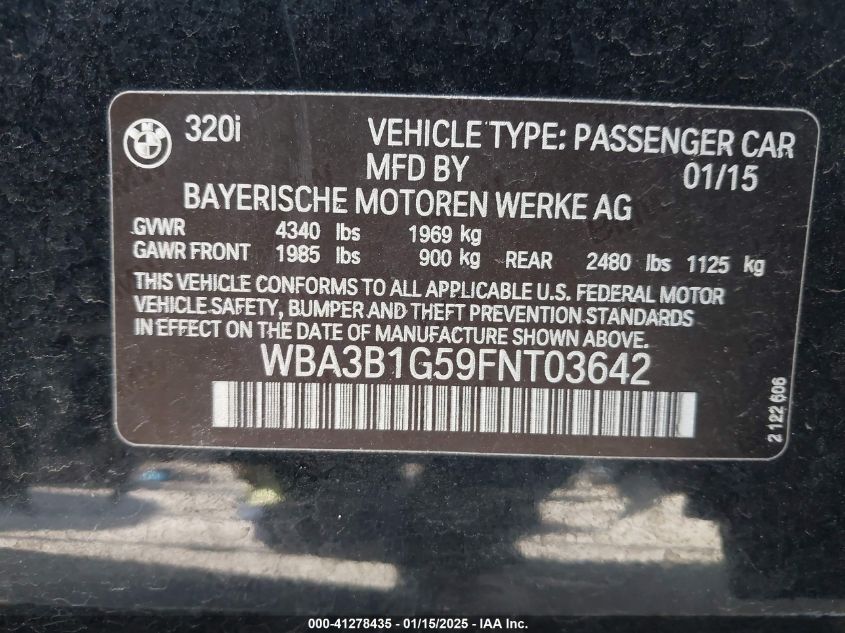 320i VEHICLE TYPE: PASSENGER CAR
MFD BY 01/15
BAYERISCHE MOTOREN WERKE AG
GVWR 4340 lbs 1969 kg
GAWR FRONT 1985 lbs 900 kg REAR 2480 lbs 1125 kg
THIS VEHICLE CONFORMS TO ALL APPLICABLE U.S. FEDERAL MOTOR
VEHICLE SAFETY, BUMPER AND THEFT PREVENTION STANDARDS
IN EFFECT ON THE DATE OF MANUFACTURE SHOWN ABOVE.
WBA3B1G59FNT03642
2 122 606
000-41278435 - 01/15/2025 - IAA Inc.